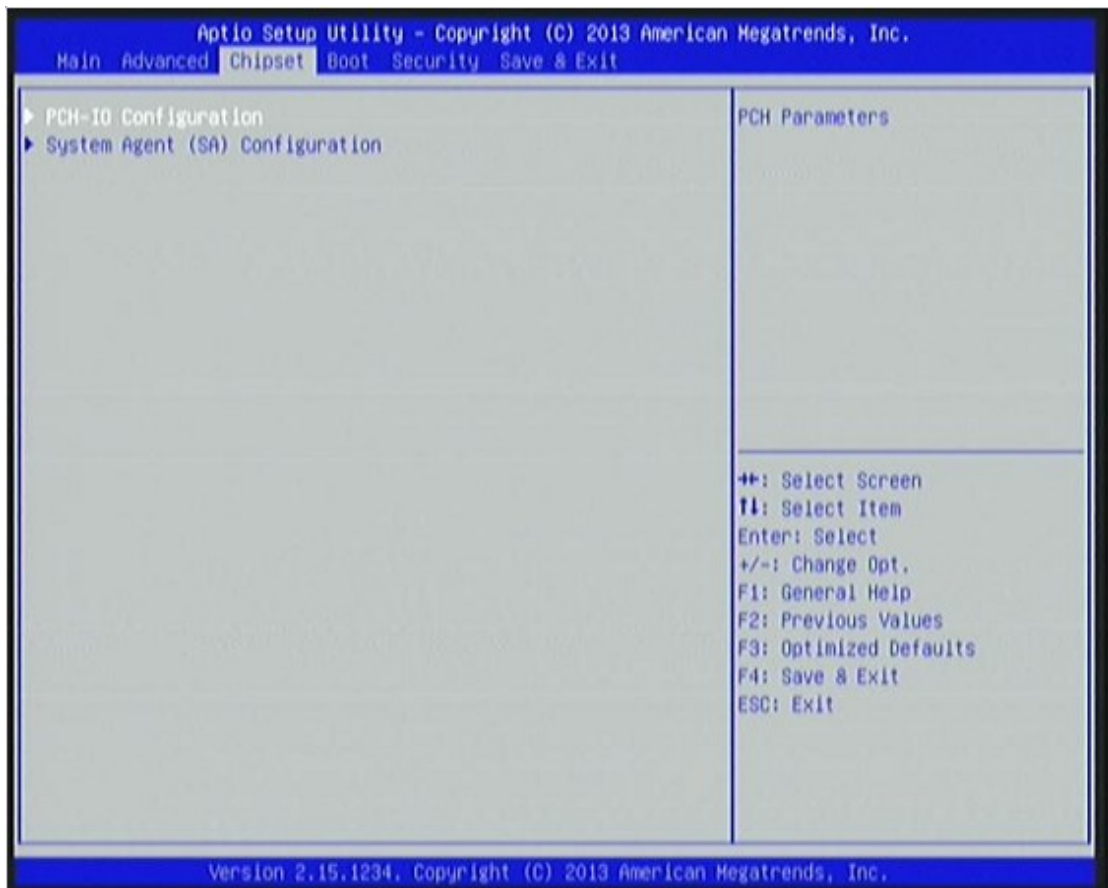 Aptio Setup Utility - Copyright (C) 2013 American Megatrends, Inc.
Main Advanced Chipset Boot Security Save & Exit
PCH-IO Configuration
System Agent (SA) Configuration
PCH Parameters
→←: Select Screen
↑↓: Select Item
Enter: Select
+/-: Change Opt.
F1: General Help
F2: Previous Values
F3: Optimized Defaults
F4: Save & Exit
ESC: Exit
Version 2.15.1234. Copyright (C) 2013 American Megatrends, Inc.